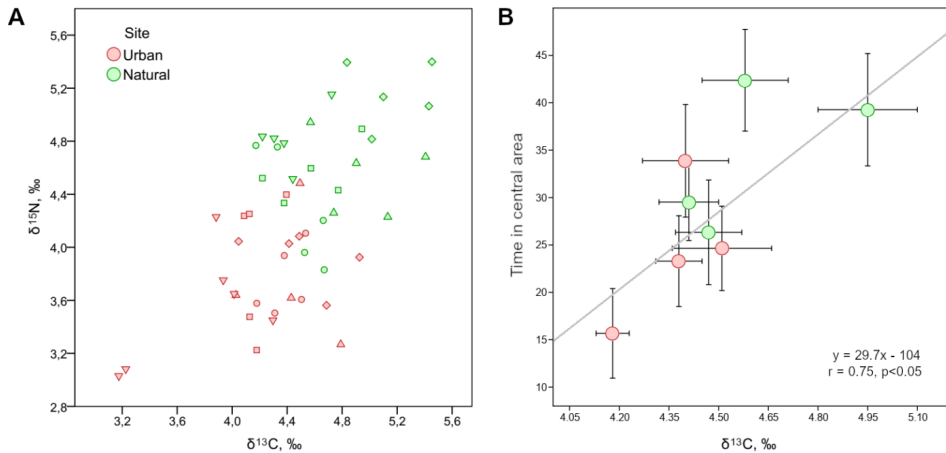 A
Site
Urban
Natural
5,6
5,2
4,8
4,4
4,0
3,6
3,2
2,8
δ15N, ‰
3,2
3,6
4,0
4,4
4,8
5,2
5,6
δ13C, ‰
B
45
40
35
30
25
20
15
10
Time in central area
y = 29.7x - 104
r = 0.75, p<0.05
4.05
4.20
4.35
4.50
4.65
4.80
4.95
5.10
δ13C, ‰